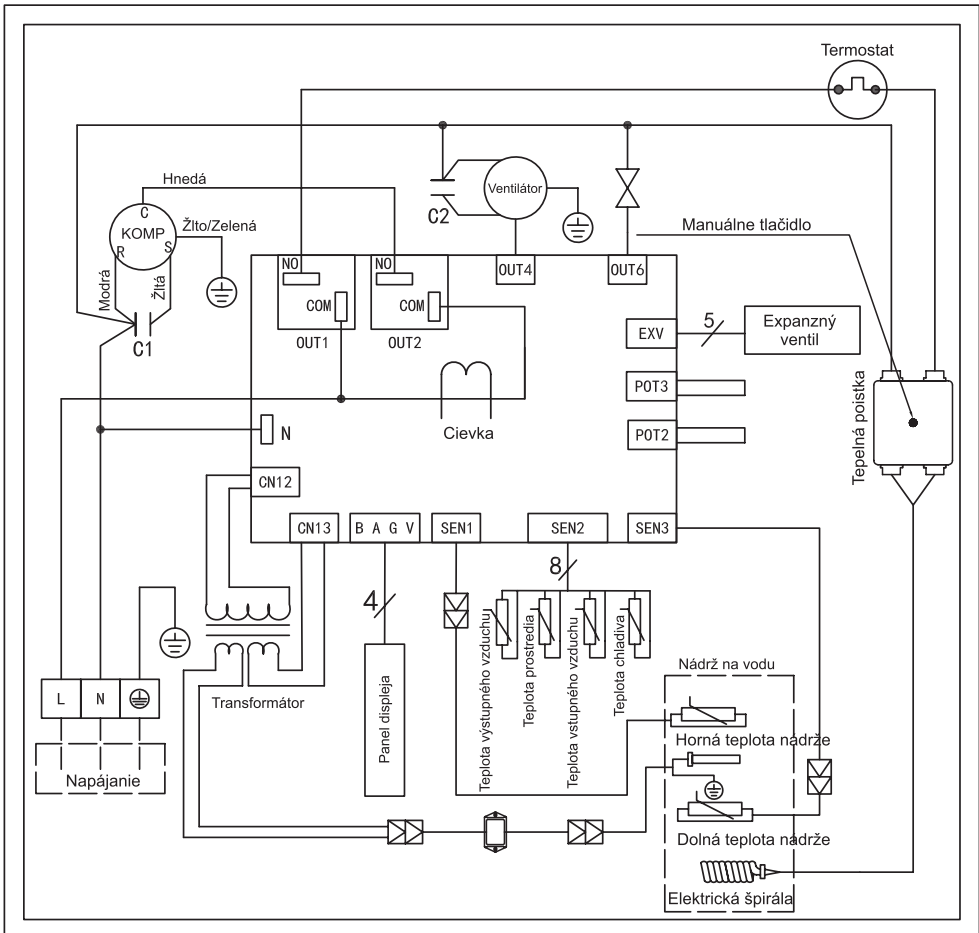 Termostat
Hnedá
C
KOMP
R
S
Žlto/Zelená
Modrá
Žltá
C1
C2
Ventilátor
Manuálne tlačidlo
NO
COM
OUT1
NO
COM
OUT2
OUT4
OUT6
EXV
5
Expanzný
ventil
POT3
POT2
Tepelná poistka
Cievka
N
CN12
CN13
B A G V
SEN1
SEN2
SEN3
4
8
Transformátor
Panel displeja
Teplota výstupného vzduchu
Teplota prostredia
Teplota vstupného vzduchu
Teplota chladiva
Nádrž na vodu
Horná teplota nádrže
Dolná teplota nádrže
Elektrická špirála
L
N
Napájanie